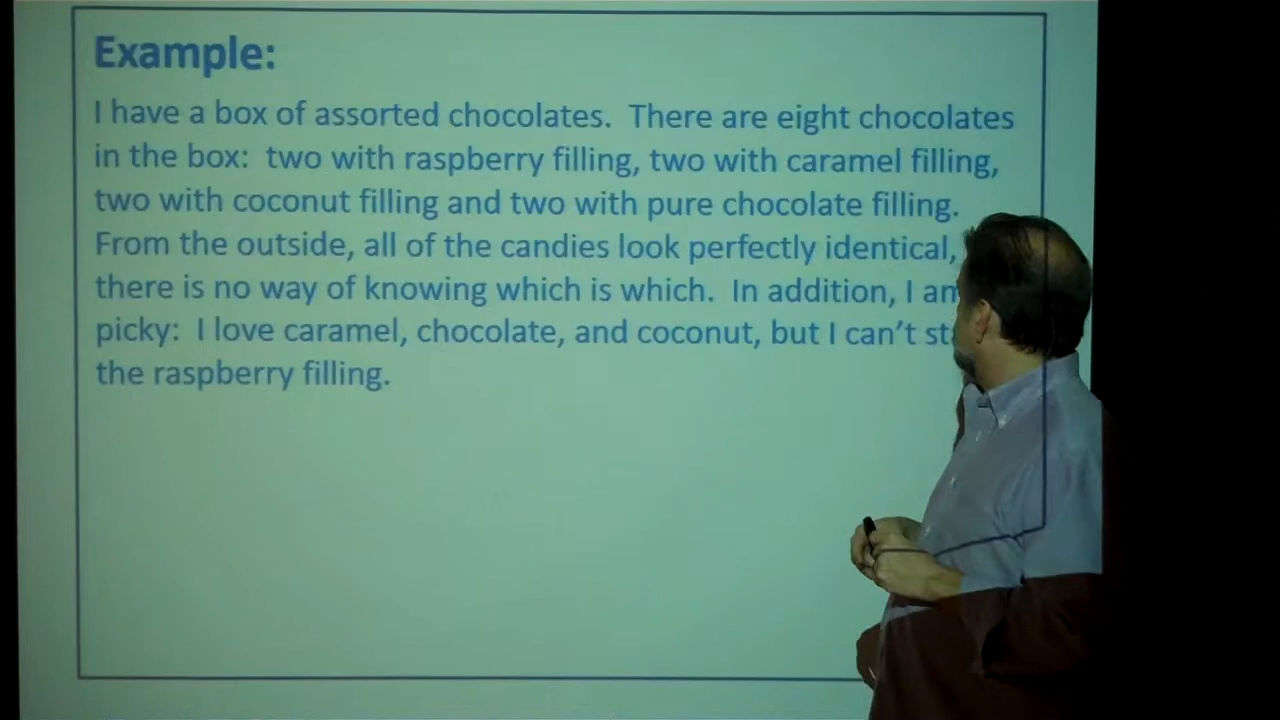 Example:
I have a box of assorted chocolates. There are eight chocolates
in the box: two with raspberry filling, two with caramel filling,
two with coconut filling and two with pure chocolate filling.
From the outside, all of the candies look perfectly identical,
there is no way of knowing which is which. In addition, I am
picky: I love caramel, chocolate, and coconut, but I can’t
the raspberry filling.